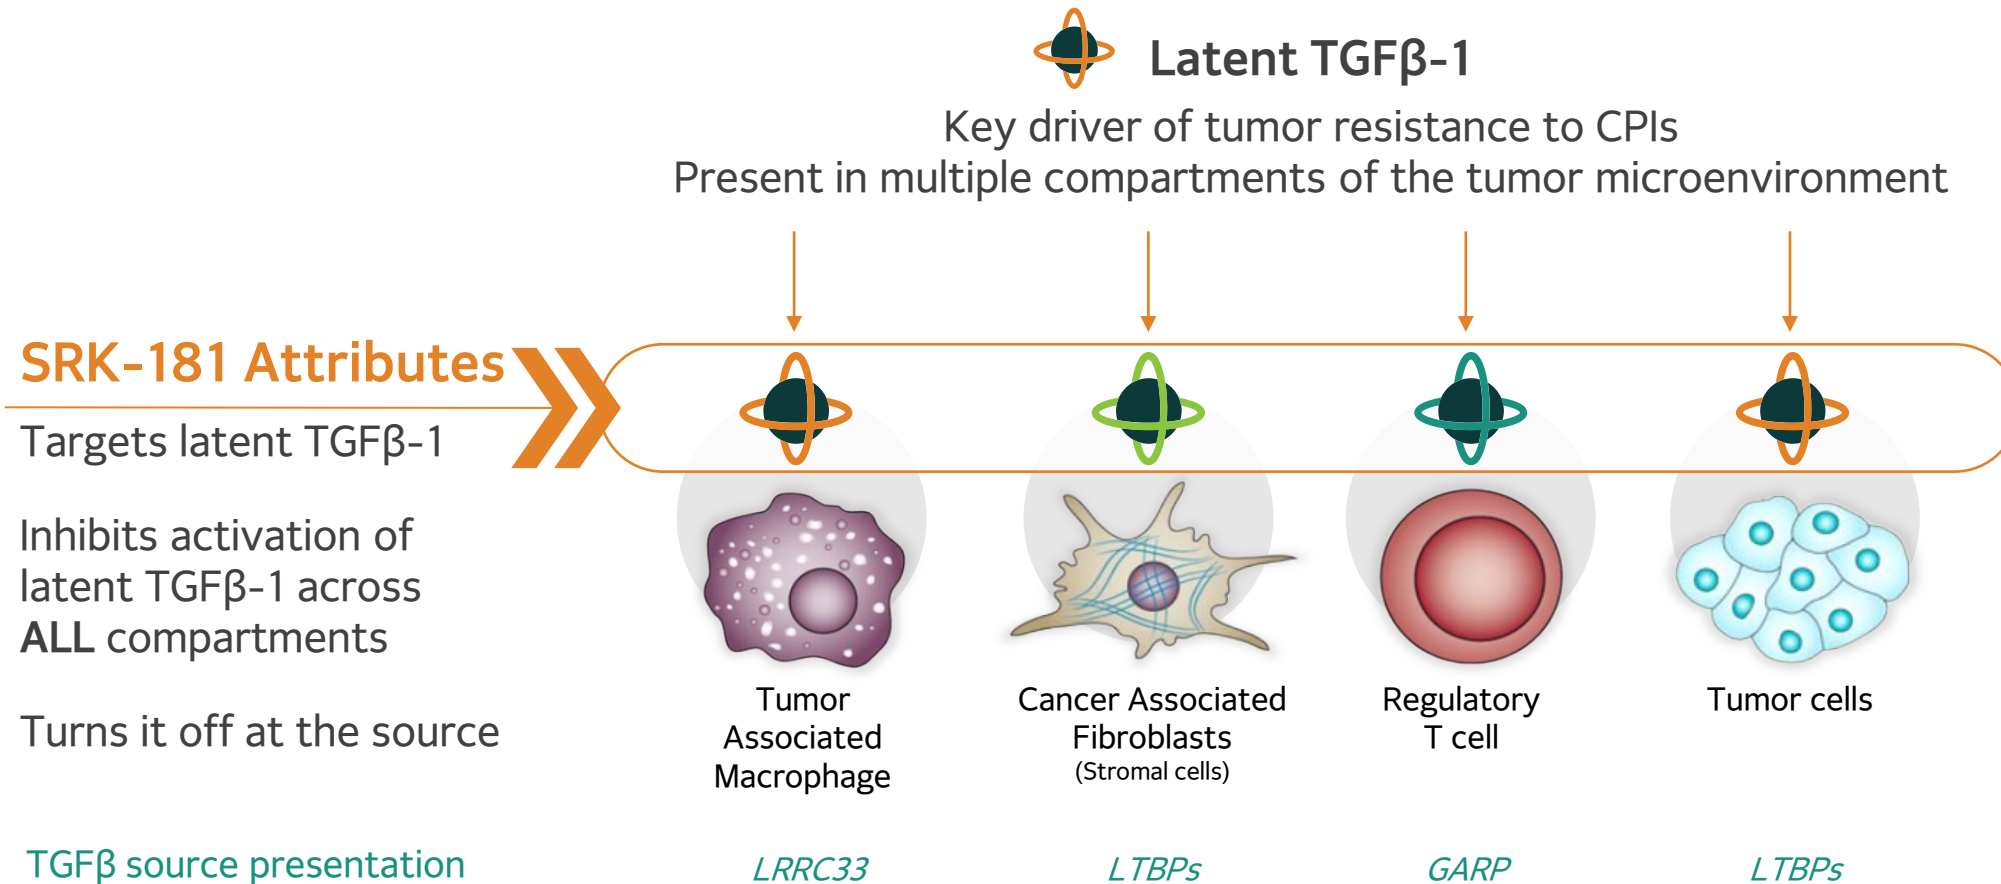 Latent TGFβ-1
Key driver of tumor resistance to CPIs
Present in multiple compartments of the tumor microenvironment
SRK-181 Attributes
Targets latent TGFβ-1
Inhibits activation of
latent TGFβ-1 across
ALL compartments
Turns it off at the source
Tumor
Associated
Macrophage
Cancer Associated
Fibroblasts
(Stromal cells)
Regulatory
T cell
Tumor cells
TGFβ source presentation
LRRC33
LTBPs
GARP
LTBPs